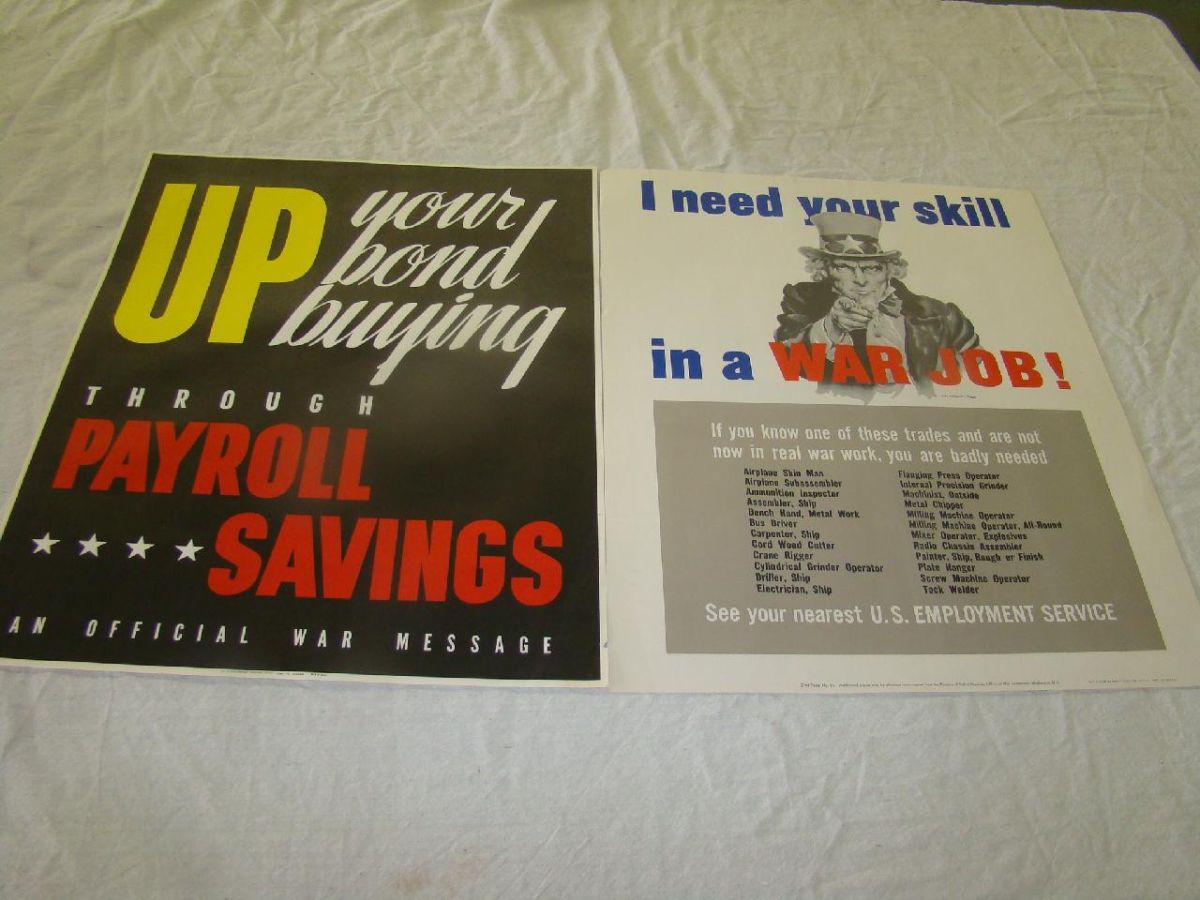 UP your
bond
buying
THROUGH
PAYROLL
SAVINGS
AN OFFICIAL WAR MESSAGE
I need your skill
in a WAR JOB!
If you know one of these trades and are not
now in real war work, you are badly needed
Airplane Skin Man
Airplane Subassembler
Ammunition Inspector
Assembler, Ship
Bench Hand, Metal Work
Bus Driver
Carpenter, Ship
Cord Wood Cutter
Crane Rigger
Cylindrical Grinder Operator
Driller, Ship
Electrician, Ship
Flanging Press Operator
Internal Precision Grinder
Machinist, Outside
Metal Chipper
Milling Machine Operator
Milling Machine Operator, All-Round
Mixer Operator, Explosives
Radio Chassis Assembler
Painter, Ship, Rough or Finish
Plate Hanger
Screw Machine Operator
Tack Welder
See your nearest U.S. EMPLOYMENT SERVICE